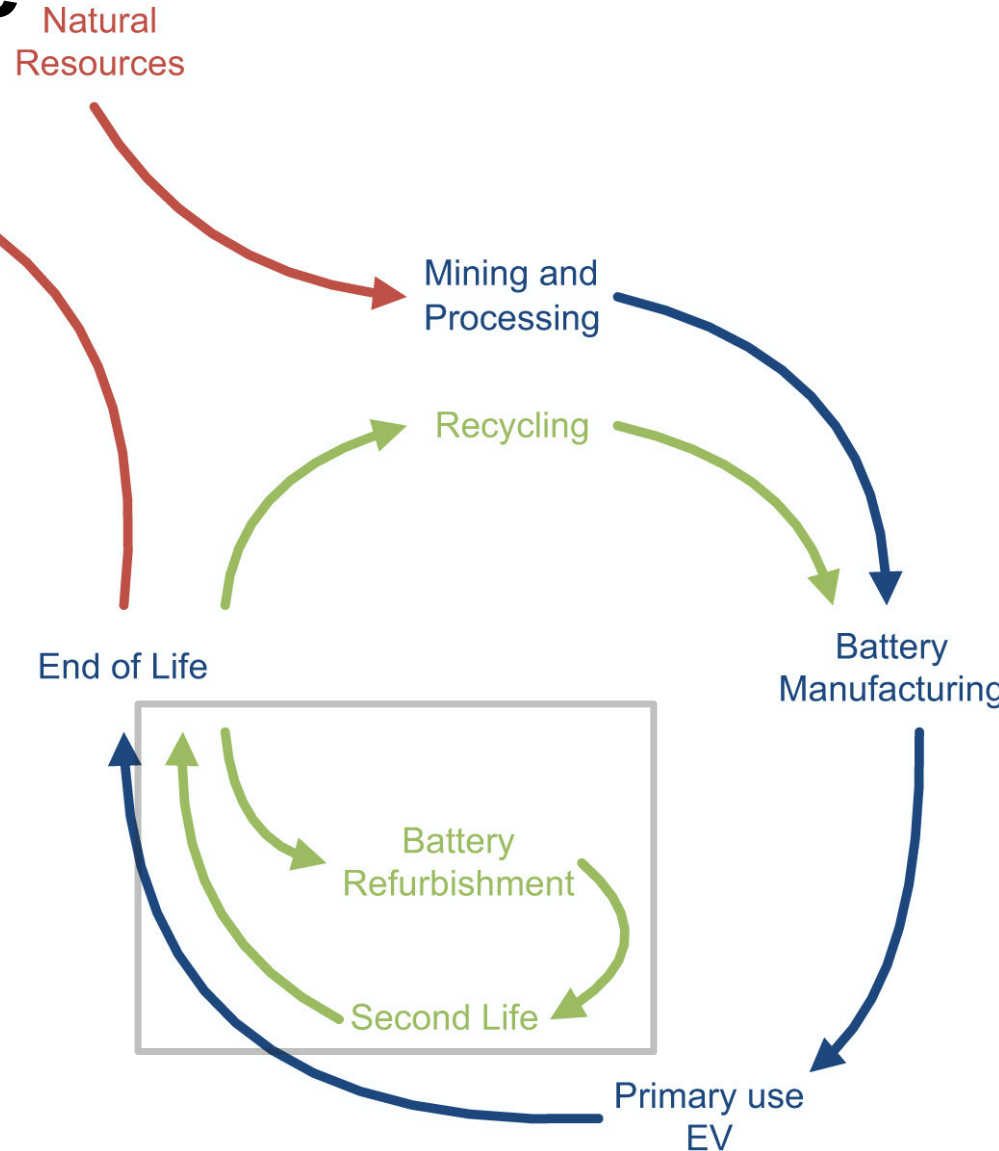 Natural
Resources
Mining and
Processing
Recycling
End of Life
Battery
Manufacturing
Battery
Refurbishment
Second Life
Primary use
EV